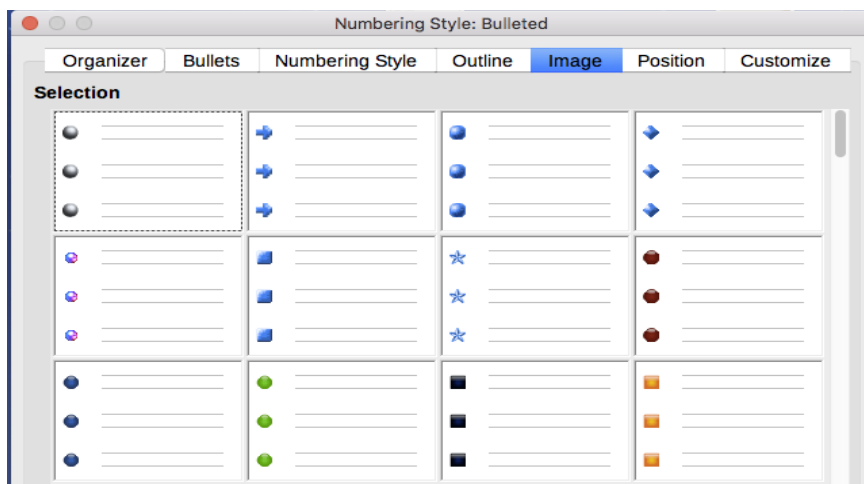 Numbering Style: Bulleted
Organizer Bullets Numbering Style Outline Image Position Customize
Selection